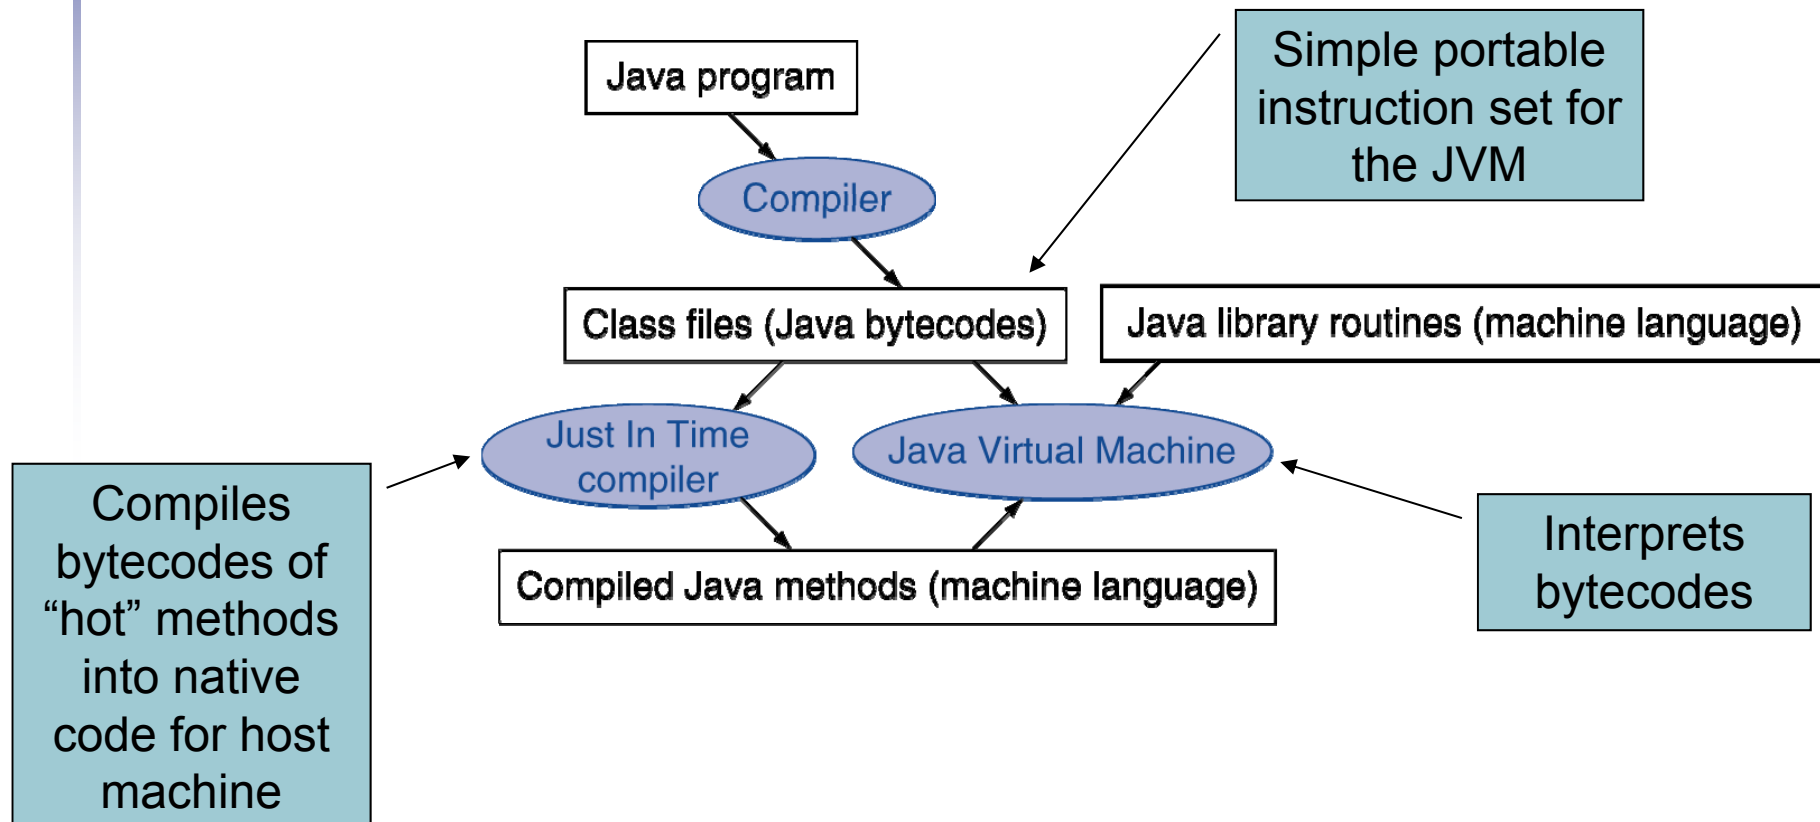 Java program
Simple portable
instruction set for
the JVM
Compiler
Class files (Java bytecodes)
Java library routines (machine language)
Just In Time
compiler
Java Virtual Machine
Compiles
bytecodes of
“hot” methods
into native
code for host
machine
Interprets
bytecodes
Compiled Java methods (machine language)